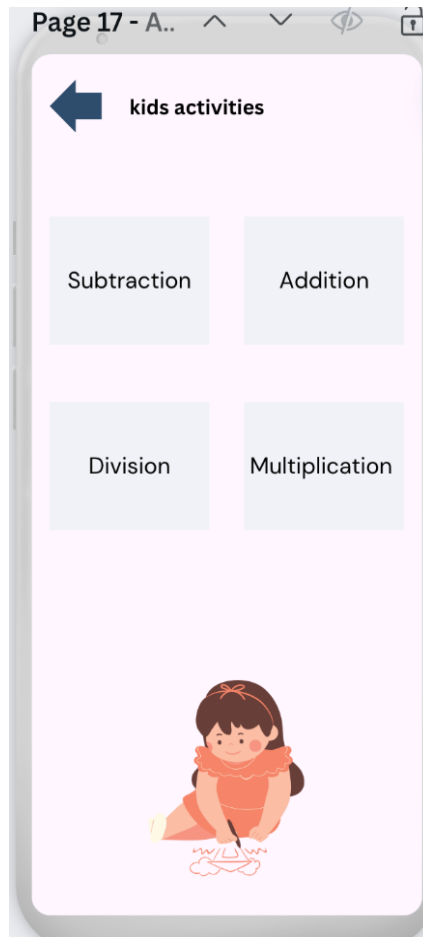 Page 17 - A..
kids activities
Subtraction Addition
Division Multiplication